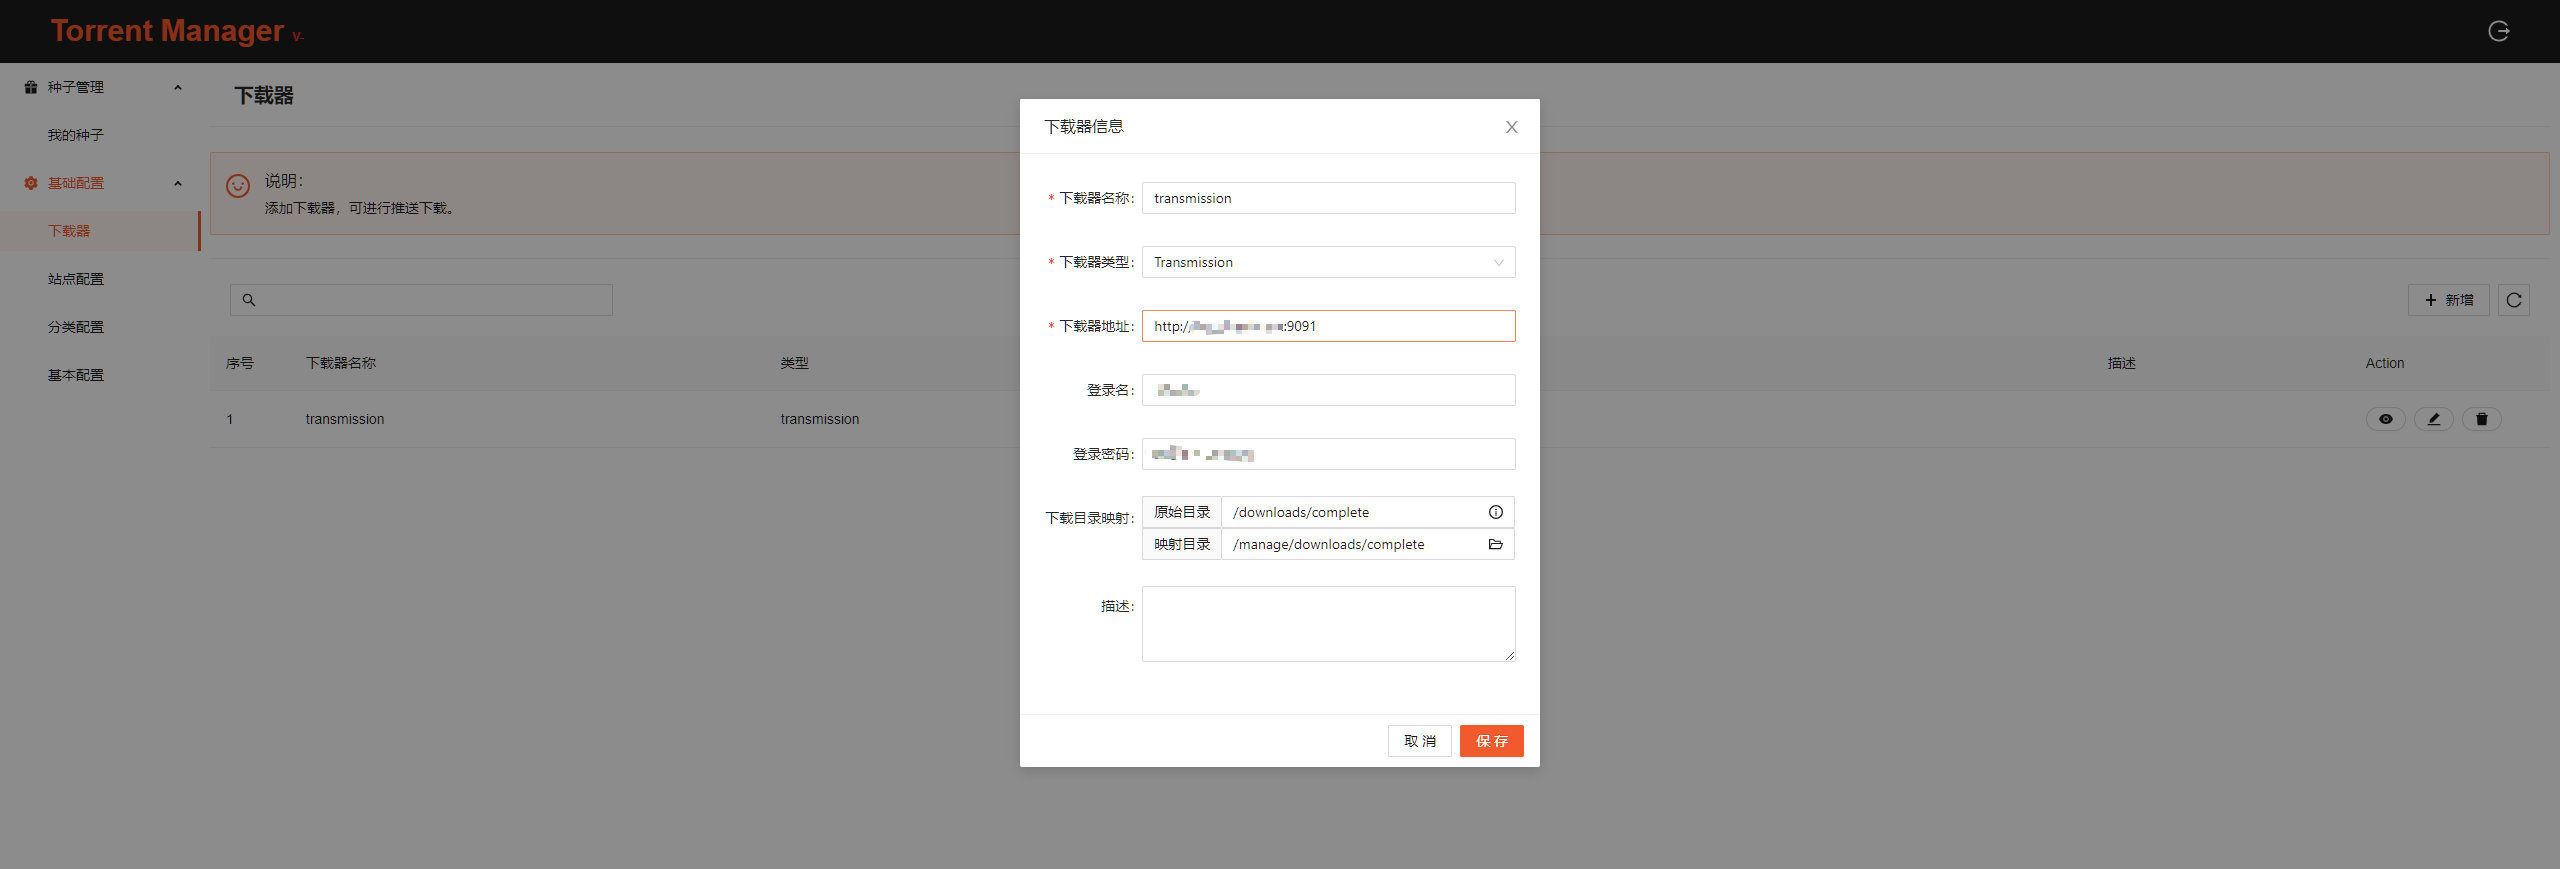 Torrent Manager V-
种子管理
我的种子
基础配置
下载器
站点配置
分类配置
基本配置
下载器
说明：
添加下载器，可进行推送下载。
新增
序号 下载器名称 类型 描述 Action
1 transmission transmission
下载器信息
* 下载器名称： transmission
* 下载器类型： Transmission
* 下载器地址： http:/ :9091
登录名：
登录密码：
下载目录映射： 原始目录 /downloads/complete
映射目录 /manage/downloads/complete
描述：
取 消 保 存